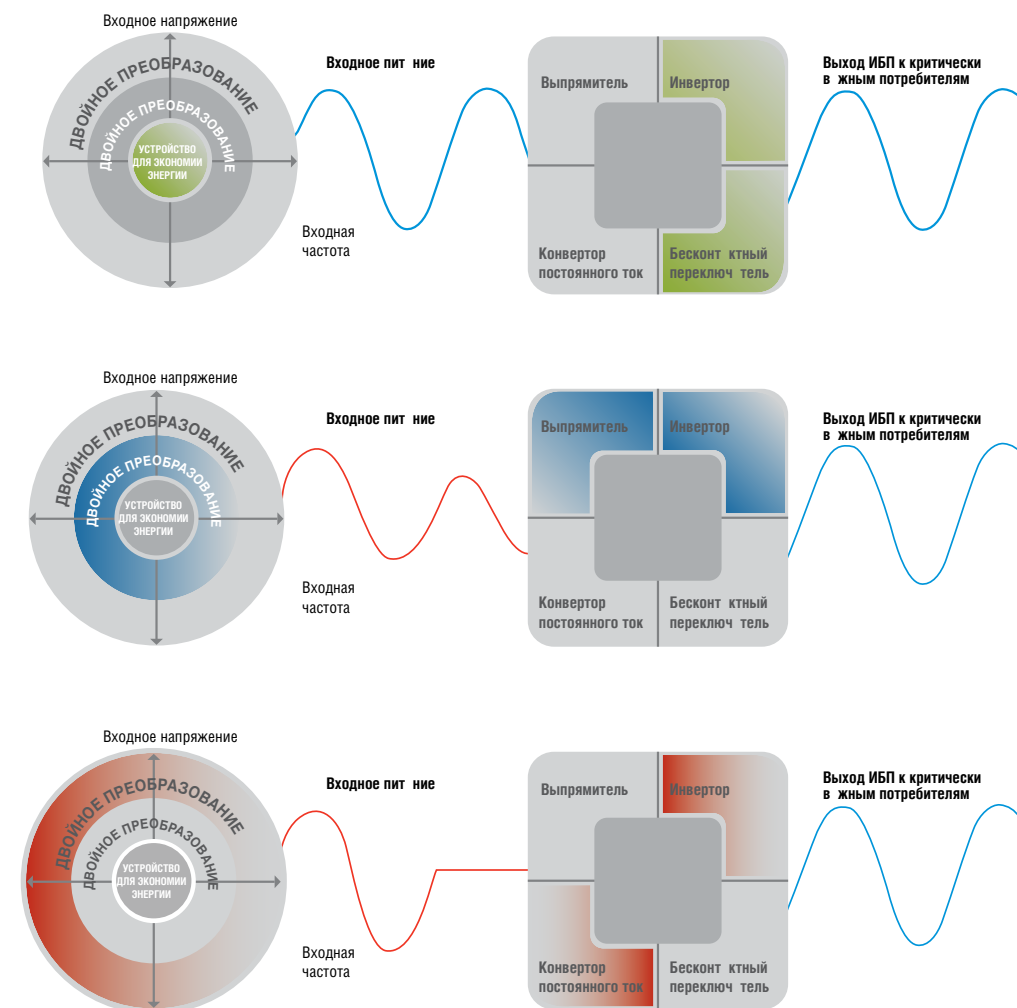 Входное напряжение
ДВОЙНОЕ ПРЕОБРАЗОВАНИЕ
ДВОЙНОЕ ПРЕОБРАЗОВАНИЕ
УСТРОЙСТВО
ДЛЯ ЭКОНОМИИ
ЭНЕРГИИ
Входная
частота
Входное пит ние
Выпрямитель
Инвертор
Конвертор
постоянного ток
Бесконт ктный
переключ тель
Выход ИБП к критически
в жным потребителям
Входное напряжение
ДВОЙНОЕ ПРЕОБРАЗОВАНИЕ
ДВОЙНОЕ ПРЕОБРАЗОВАНИЕ
УСТРОЙСТВО
ДЛЯ ЭКОНОМИИ
ЭНЕРГИИ
Входная
частота
Входное пит ние
Выпрямитель
Инвертор
Конвертор
постоянного ток
Бесконт ктный
переключ тель
Выход ИБП к критически
в жным потребителям
Входное напряжение
ДВОЙНОЕ ПРЕОБРАЗОВАНИЕ
ДВОЙНОЕ ПРЕОБРАЗОВАНИЕ
УСТРОЙСТВО
ДЛЯ ЭКОНОМИИ
ЭНЕРГИИ
Входная
частота
Входное пит ние
Выпрямитель
Инвертор
Конвертор
постоянного ток
Бесконт ктный
переключ тель
Выход ИБП к критически
в жным потребителям